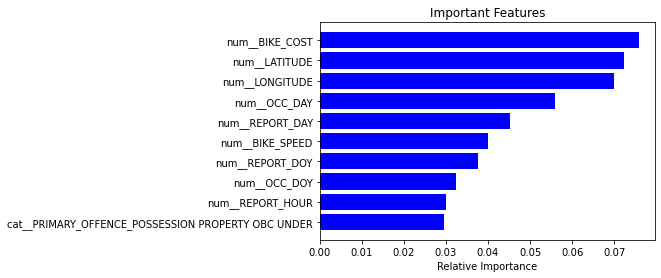 Important Features
num__BIKE_COST
num__LATITUDE
num__LONGITUDE
num__OCC_DAY
num__REPORT_DAY
num__BIKE_SPEED
num__REPORT_DOY
num__OCC_DOY
num__REPORT_HOUR
cat__PRIMARY_OFFENCE_POSSESSION PROPERTY OBC UNDER
0.00 0.01 0.02 0.03 0.04 0.05 0.06 0.07
Relative Importance